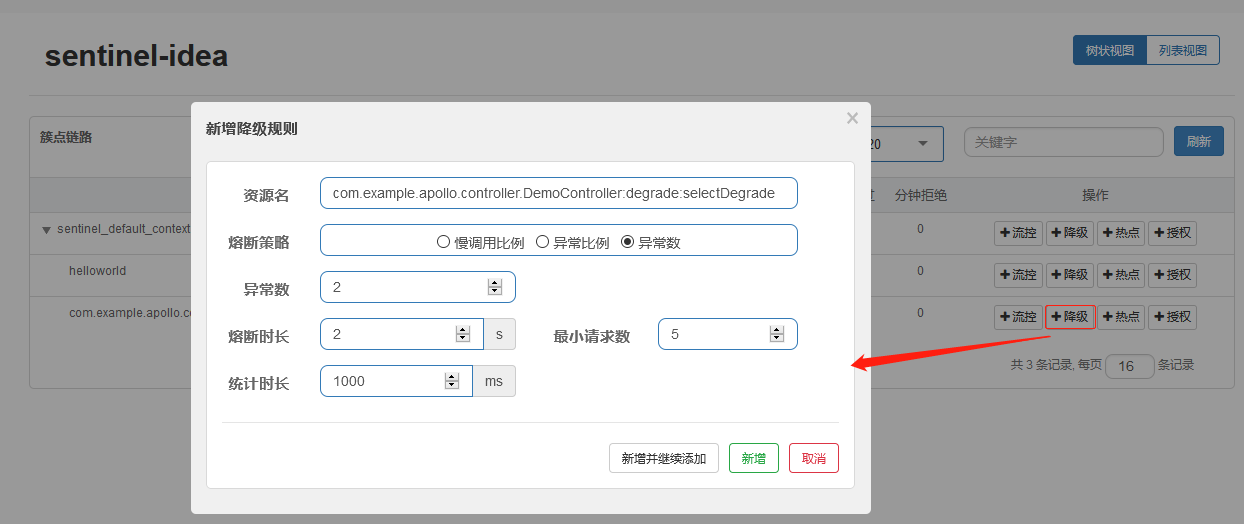 sentinel-idea
树状视图 列表视图
簇点链路
20 关键字 刷新
分钟拒绝 操作
sentinel_default_context 0 流控 降级 热点 授权
helloworld 0 流控 降级 热点 授权
com.example.apollo.co 0 流控 降级 热点 授权
共 3 条记录, 每页 16 条记录
新增降级规则 ×
资源名 com.example.apollo.controller.DemoController:degrade:selectDegrade
熔断策略 慢调用比例 异常比例 异常数
异常数 2
熔断时长 2 s 最小请求数 5
统计时长 1000 ms
新增并继续添加 新增 取消